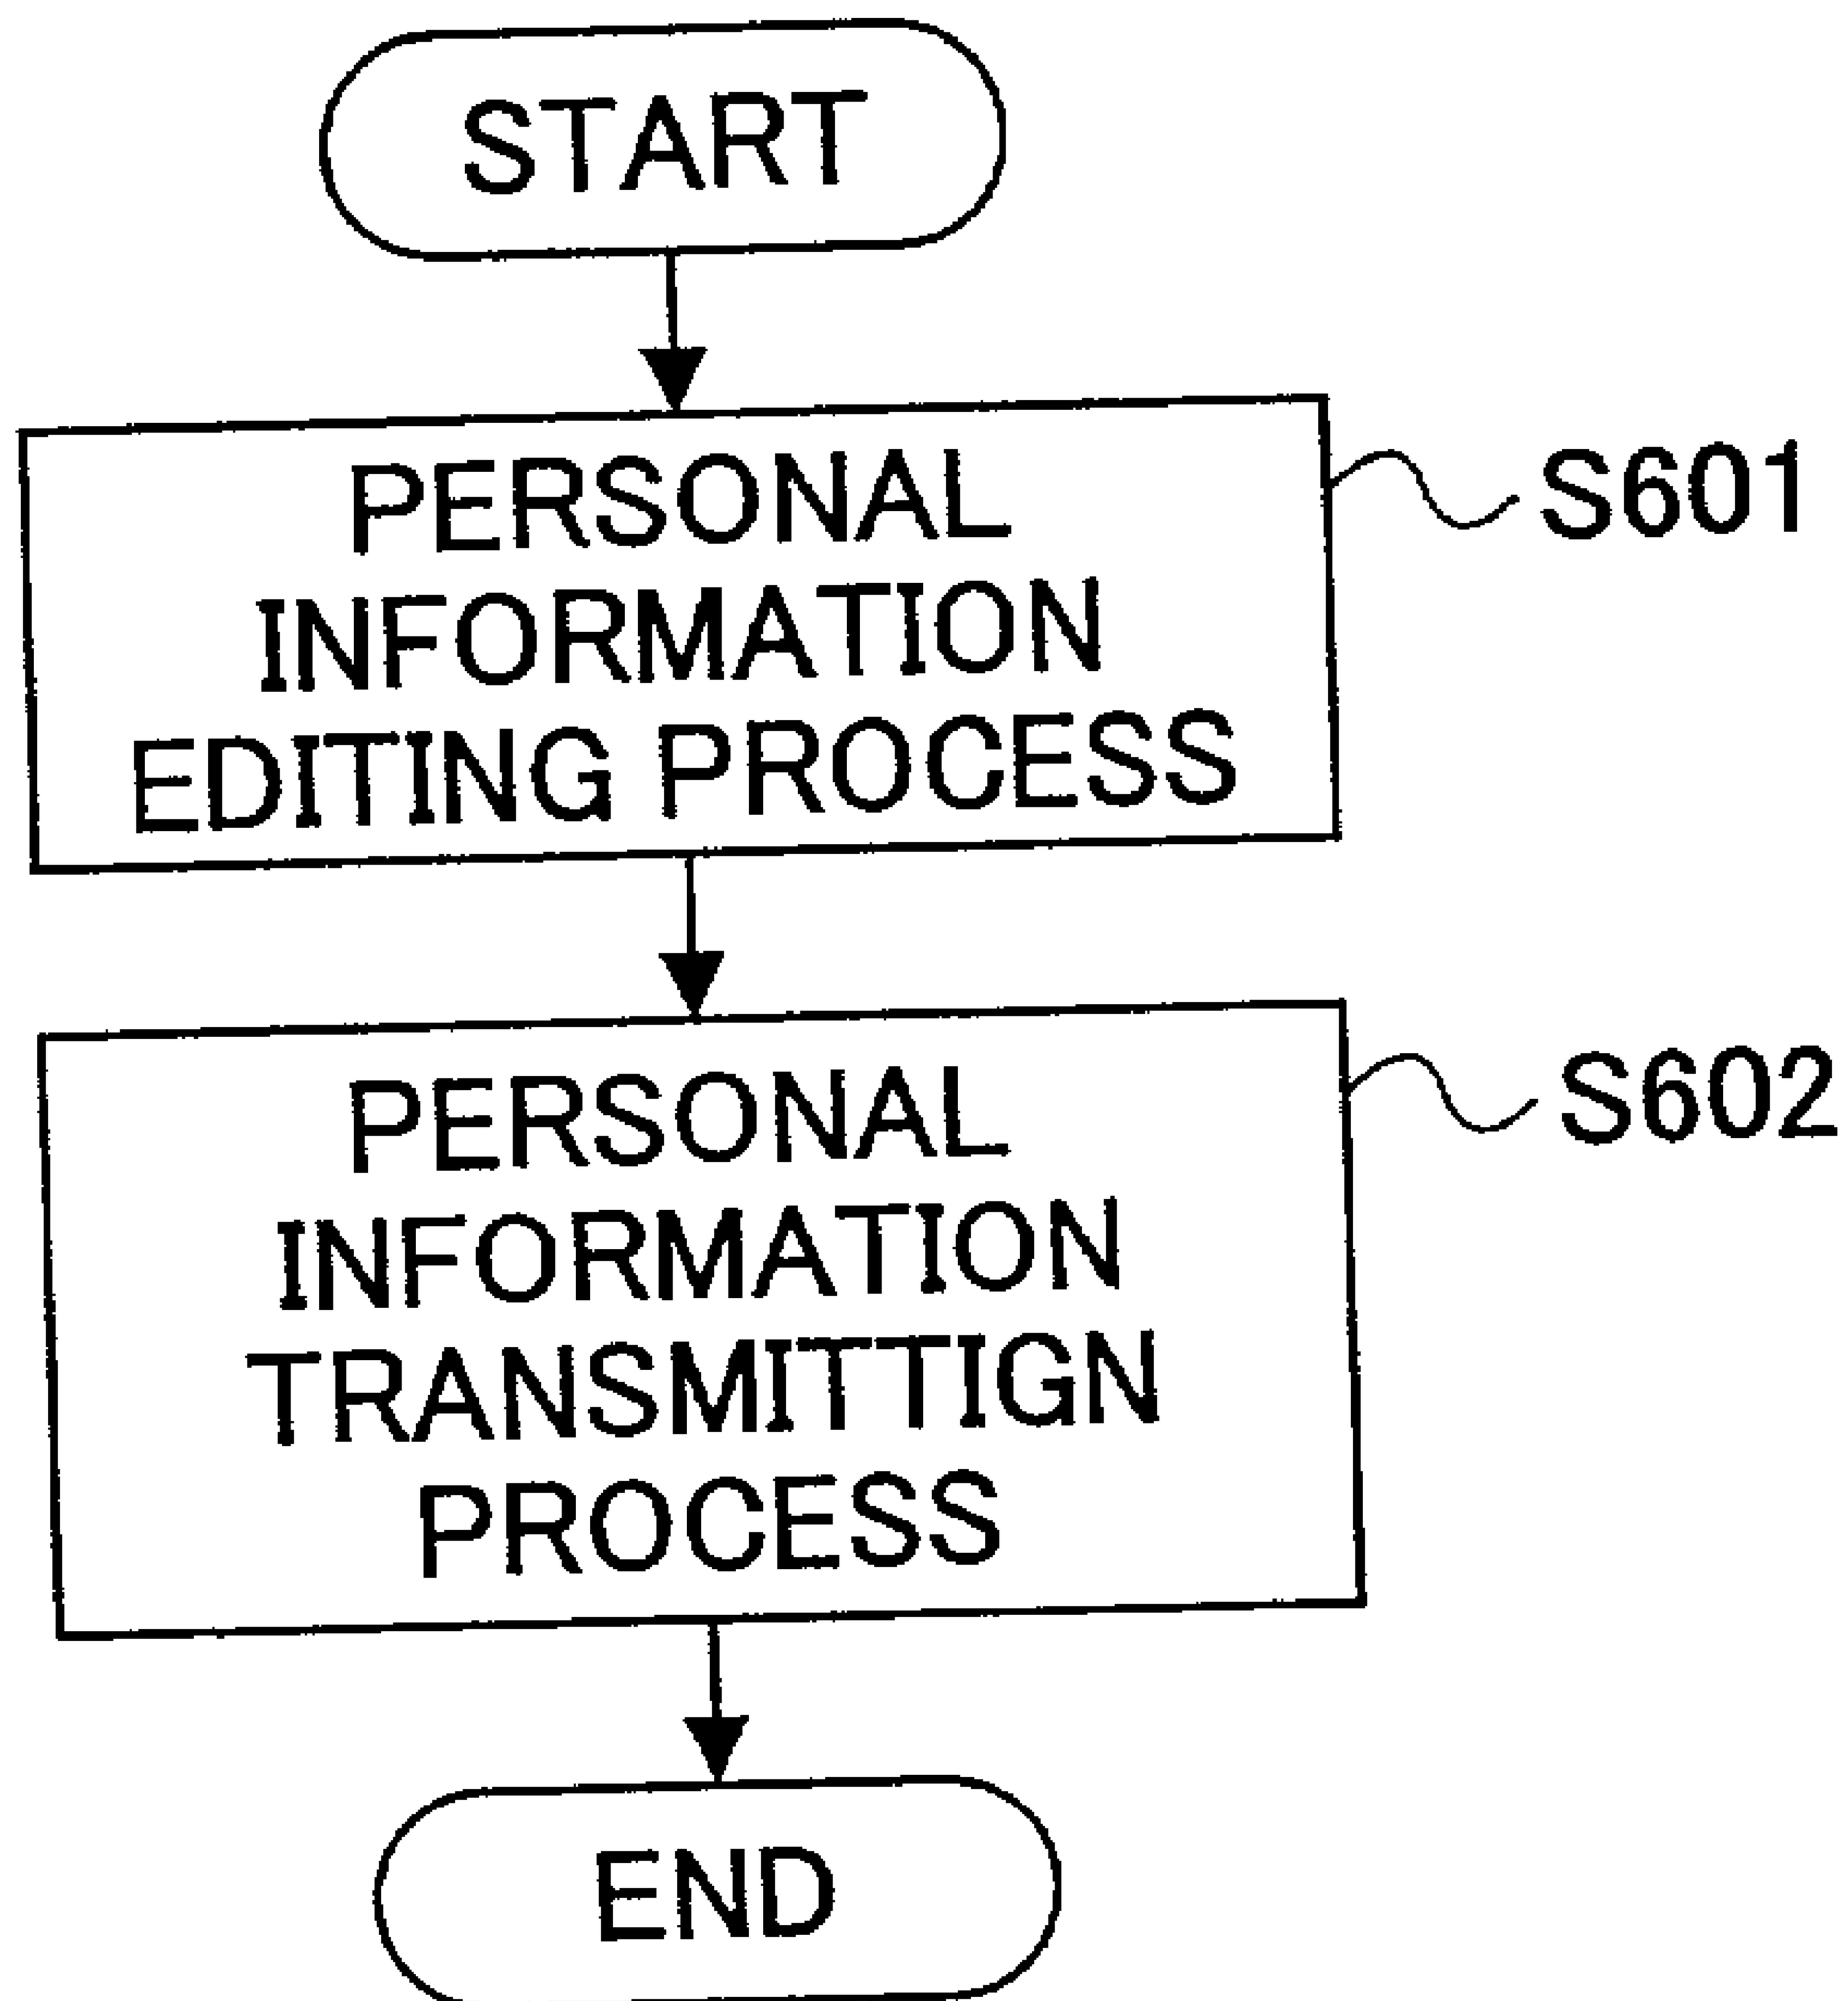 START
PERSONAL
INFORMATION
EDITING PROCESS
S601
PERSONAL
INFORMATION
TRANSMITTIGN
PROCESS
S602
END